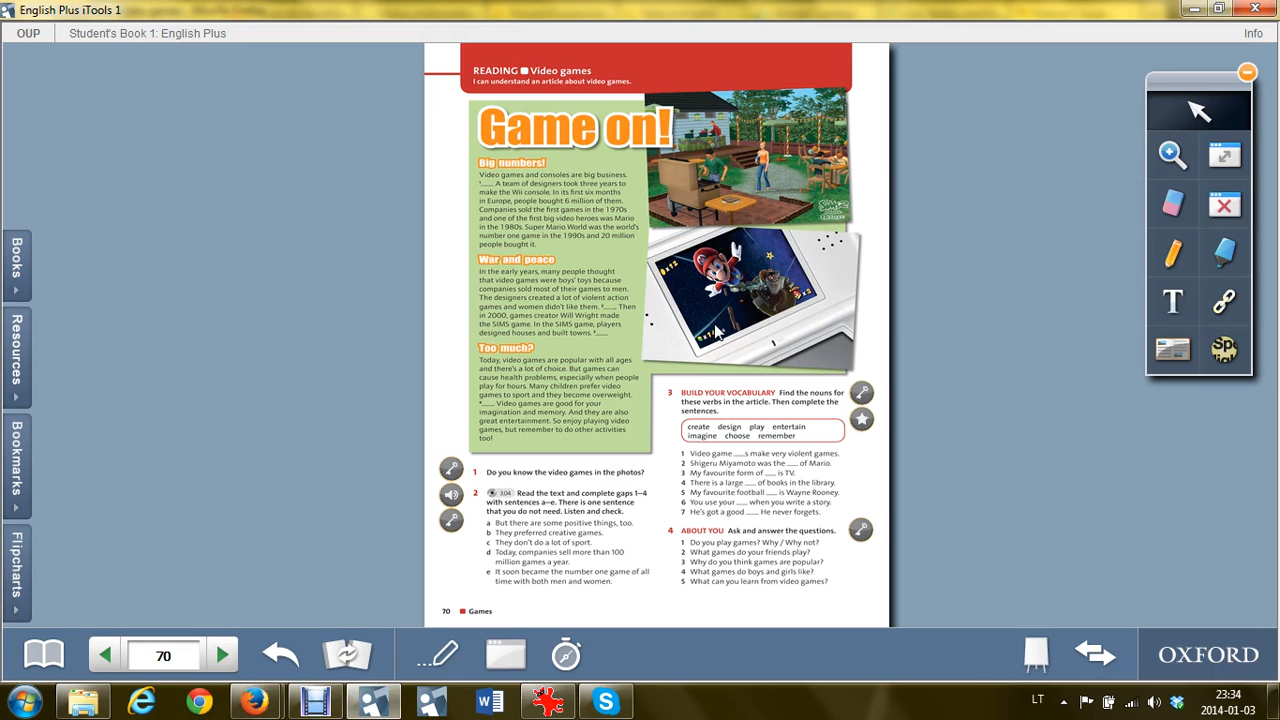 English Plus iTools 1
OUP
Student's Book 1: English Plus
Info
READING Video games
I can understand an article about video games.
Game on!
Big numbers!
Video games and consoles are big business.
1____ A team of designers took three years to
make the Wii console. In its first six months
in Europe, people bought 6 million of them.
Companies sold the first games in the 1970s
and one of the first big video heroes was Mario
in the 1980s. Super Mario World was the world's
number one game in the 1990s and 20 million
people bought it.
War and peace
In the early years, many people thought
that video games were boys' toys because
companies sold most of their games to men.
The designers created a lot of violent action
games and women didn't like them. 2____ Then
in 2000, games creator Will Wright made
the SIMS game. In the SIMS game, players
designed houses and built towns. 3____
Too much?
Today, video games are popular with all ages
and there's a lot of choice. But games can
cause health problems, especially when people
play for hours. Many children prefer video
games to sport and they become overweight.
4____ Video games are good for your
imagination and memory. And they are also
great entertainment. So enjoy playing video
games, but remember to do other activities
too!
1 Do you know the video games in the photos?
2 3.04 Read the text and complete gaps 1–4
with sentences a–e. There is one sentence
that you do not need. Listen and check.
a But there are some positive things, too.
b They preferred creative games.
c They don't do a lot of sport.
d Today, companies sell more than 100
million games a year.
e It soon became the number one game of all
time with both men and women.
3 BUILD YOUR VOCABULARY Find the nouns for
these verbs in the article. Then complete the
sentences.
create design play entertain
imagine choose remember
1 Video game ____s make very violent games.
2 Shigeru Miyamoto was the ____ of Mario.
3 My favourite form of ____ is TV.
4 There is a large ____ of books in the library.
5 My favourite football ____ is Wayne Rooney.
6 You use your ____ when you write a story.
7 He's got a good ____. He never forgets.
4 ABOUT YOU Ask and answer the questions.
1 Do you play games? Why / Why not?
2 What games do your friends play?
3 Why do you think games are popular?
4 What games do boys and girls like?
5 What can you learn from video games?
70 Games
Books
Resources
Bookmarks
Flipcharts
T
Sp
70
OXFORD
LT
23:34
2014-01-03